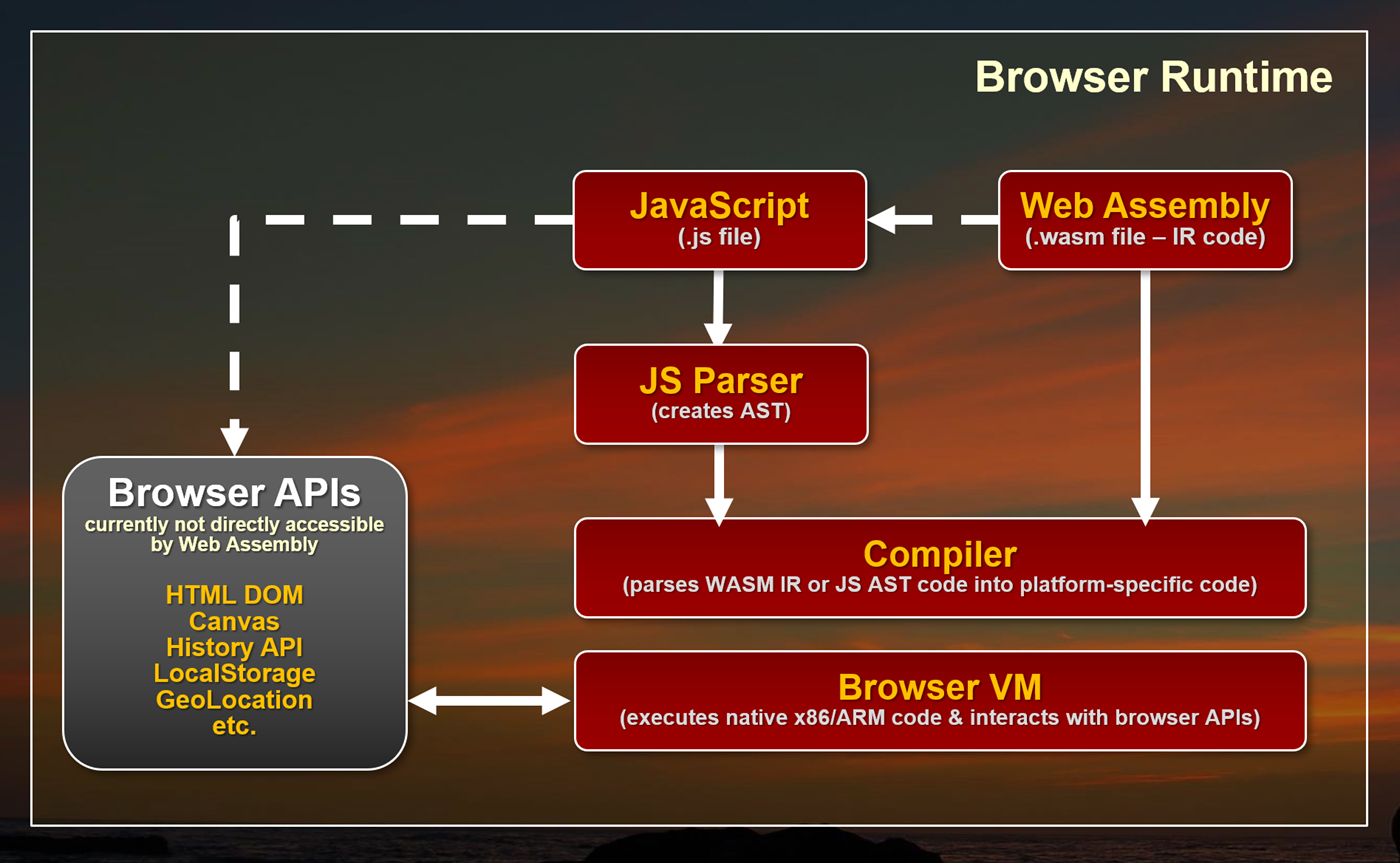 Browser Runtime
JavaScript
(.js file)
Web Assembly
(.wasm file – IR code)
JS Parser
(creates AST)
Browser APIs
currently not directly accessible
by Web Assembly
HTML DOM
Canvas
History API
LocalStorage
GeoLocation
etc.
Compiler
(parses WASM IR or JS AST code into platform-specific code)
Browser VM
(executes native x86/ARM code & interacts with browser APIs)